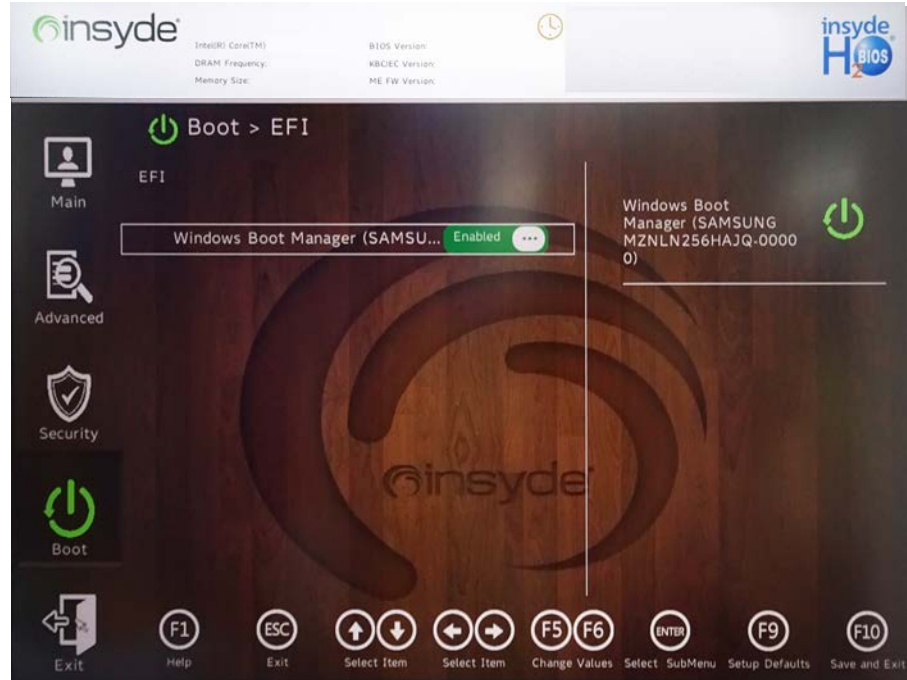 insyde
Intel(R) Core(TM)
BIOS Version:
DRAM Frequency:
KBC/EC Version:
Memory Size:
ME FW Version:
insyde
H2O
BIOS
Boot > EFI
EFI
Windows Boot Manager (SAMSU... Enabled
Windows Boot
Manager (SAMSUNG
MZNLN256HAJQ-0000
0)
Main
Advanced
Security
Boot
Exit
insyde
F1
Help
ESC
Exit
Select Item
Select Item
F5 F6
Change Values
ENTER
Select SubMenu
F9
Setup Defaults
F10
Save and Exit